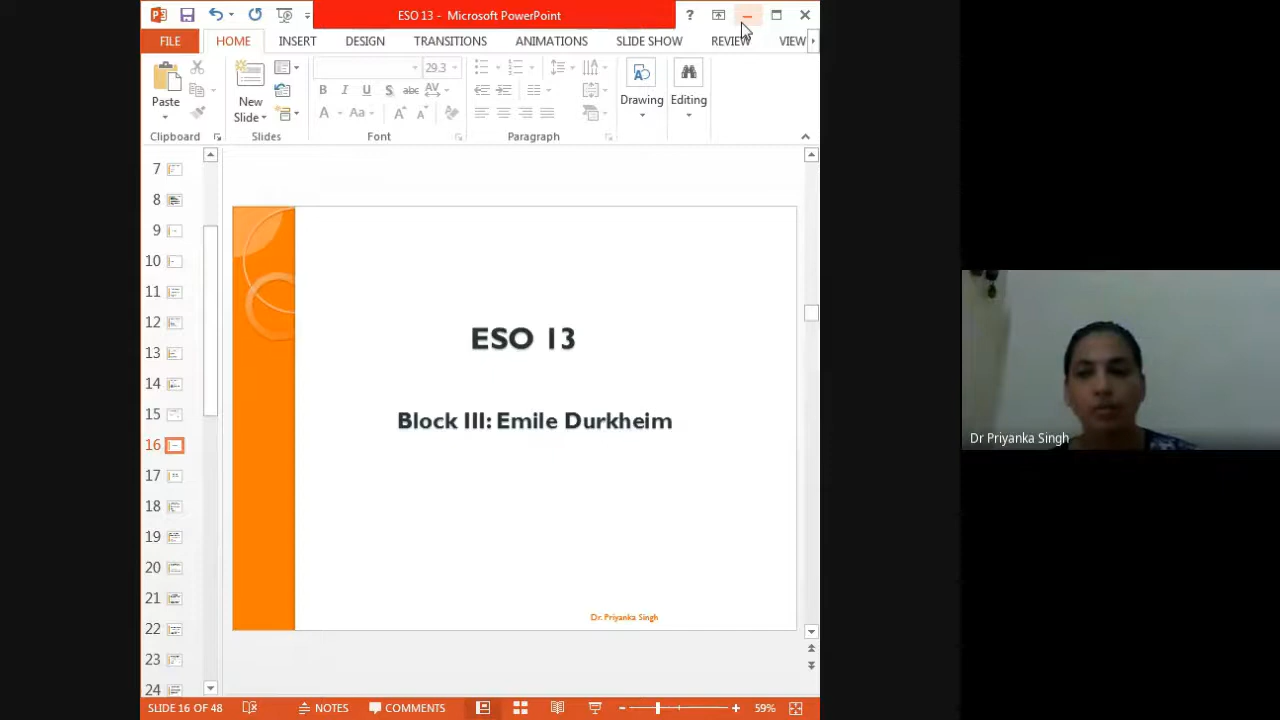 ESO 13 - Microsoft PowerPoint
?
FILE
HOME
INSERT
DESIGN
TRANSITIONS
ANIMATIONS
SLIDE SHOW
REVIEW
VIEW
Paste
New
Slide
29.3
B I U S abc AV
A Aa A A
Drawing
Editing
Clipboard
Slides
Font
Paragraph
7
8
9
10
11
12
13
14
15
16
17
18
19
20
21
22
23
24
ESO 13
Block III: Emile Durkheim
Dr. Priyanka Singh
Dr Priyanka Singh
SLIDE 16 OF 48
NOTES
COMMENTS
59%